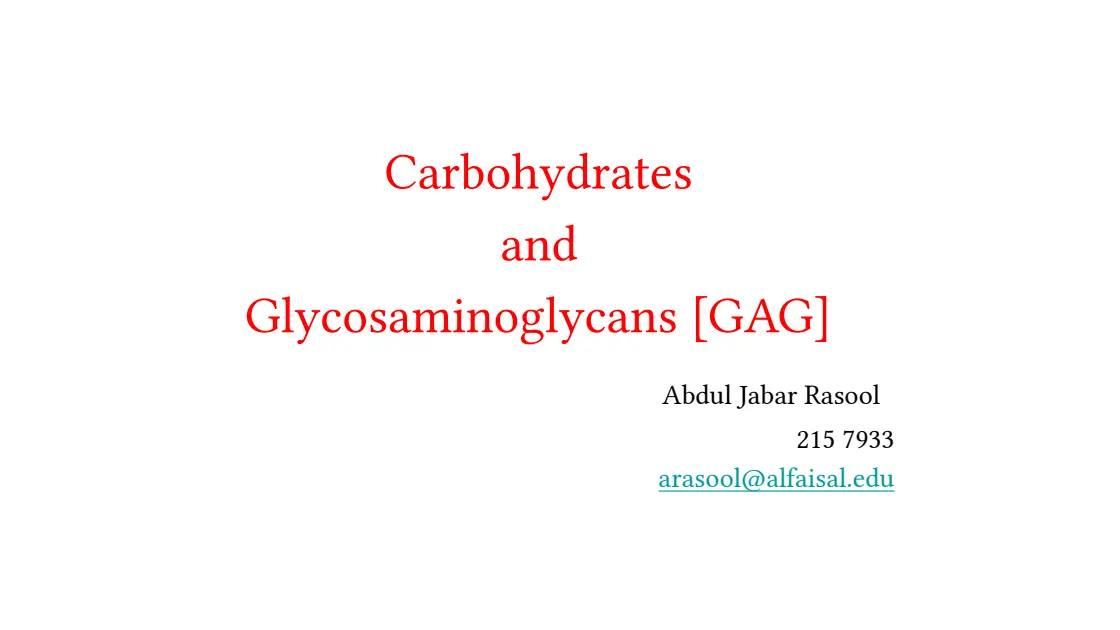 Carbohydrates
and
Glycosaminoglycans [GAG]
Abdul Jabar Rasool
215 7933
arasool@alfaisal.edu